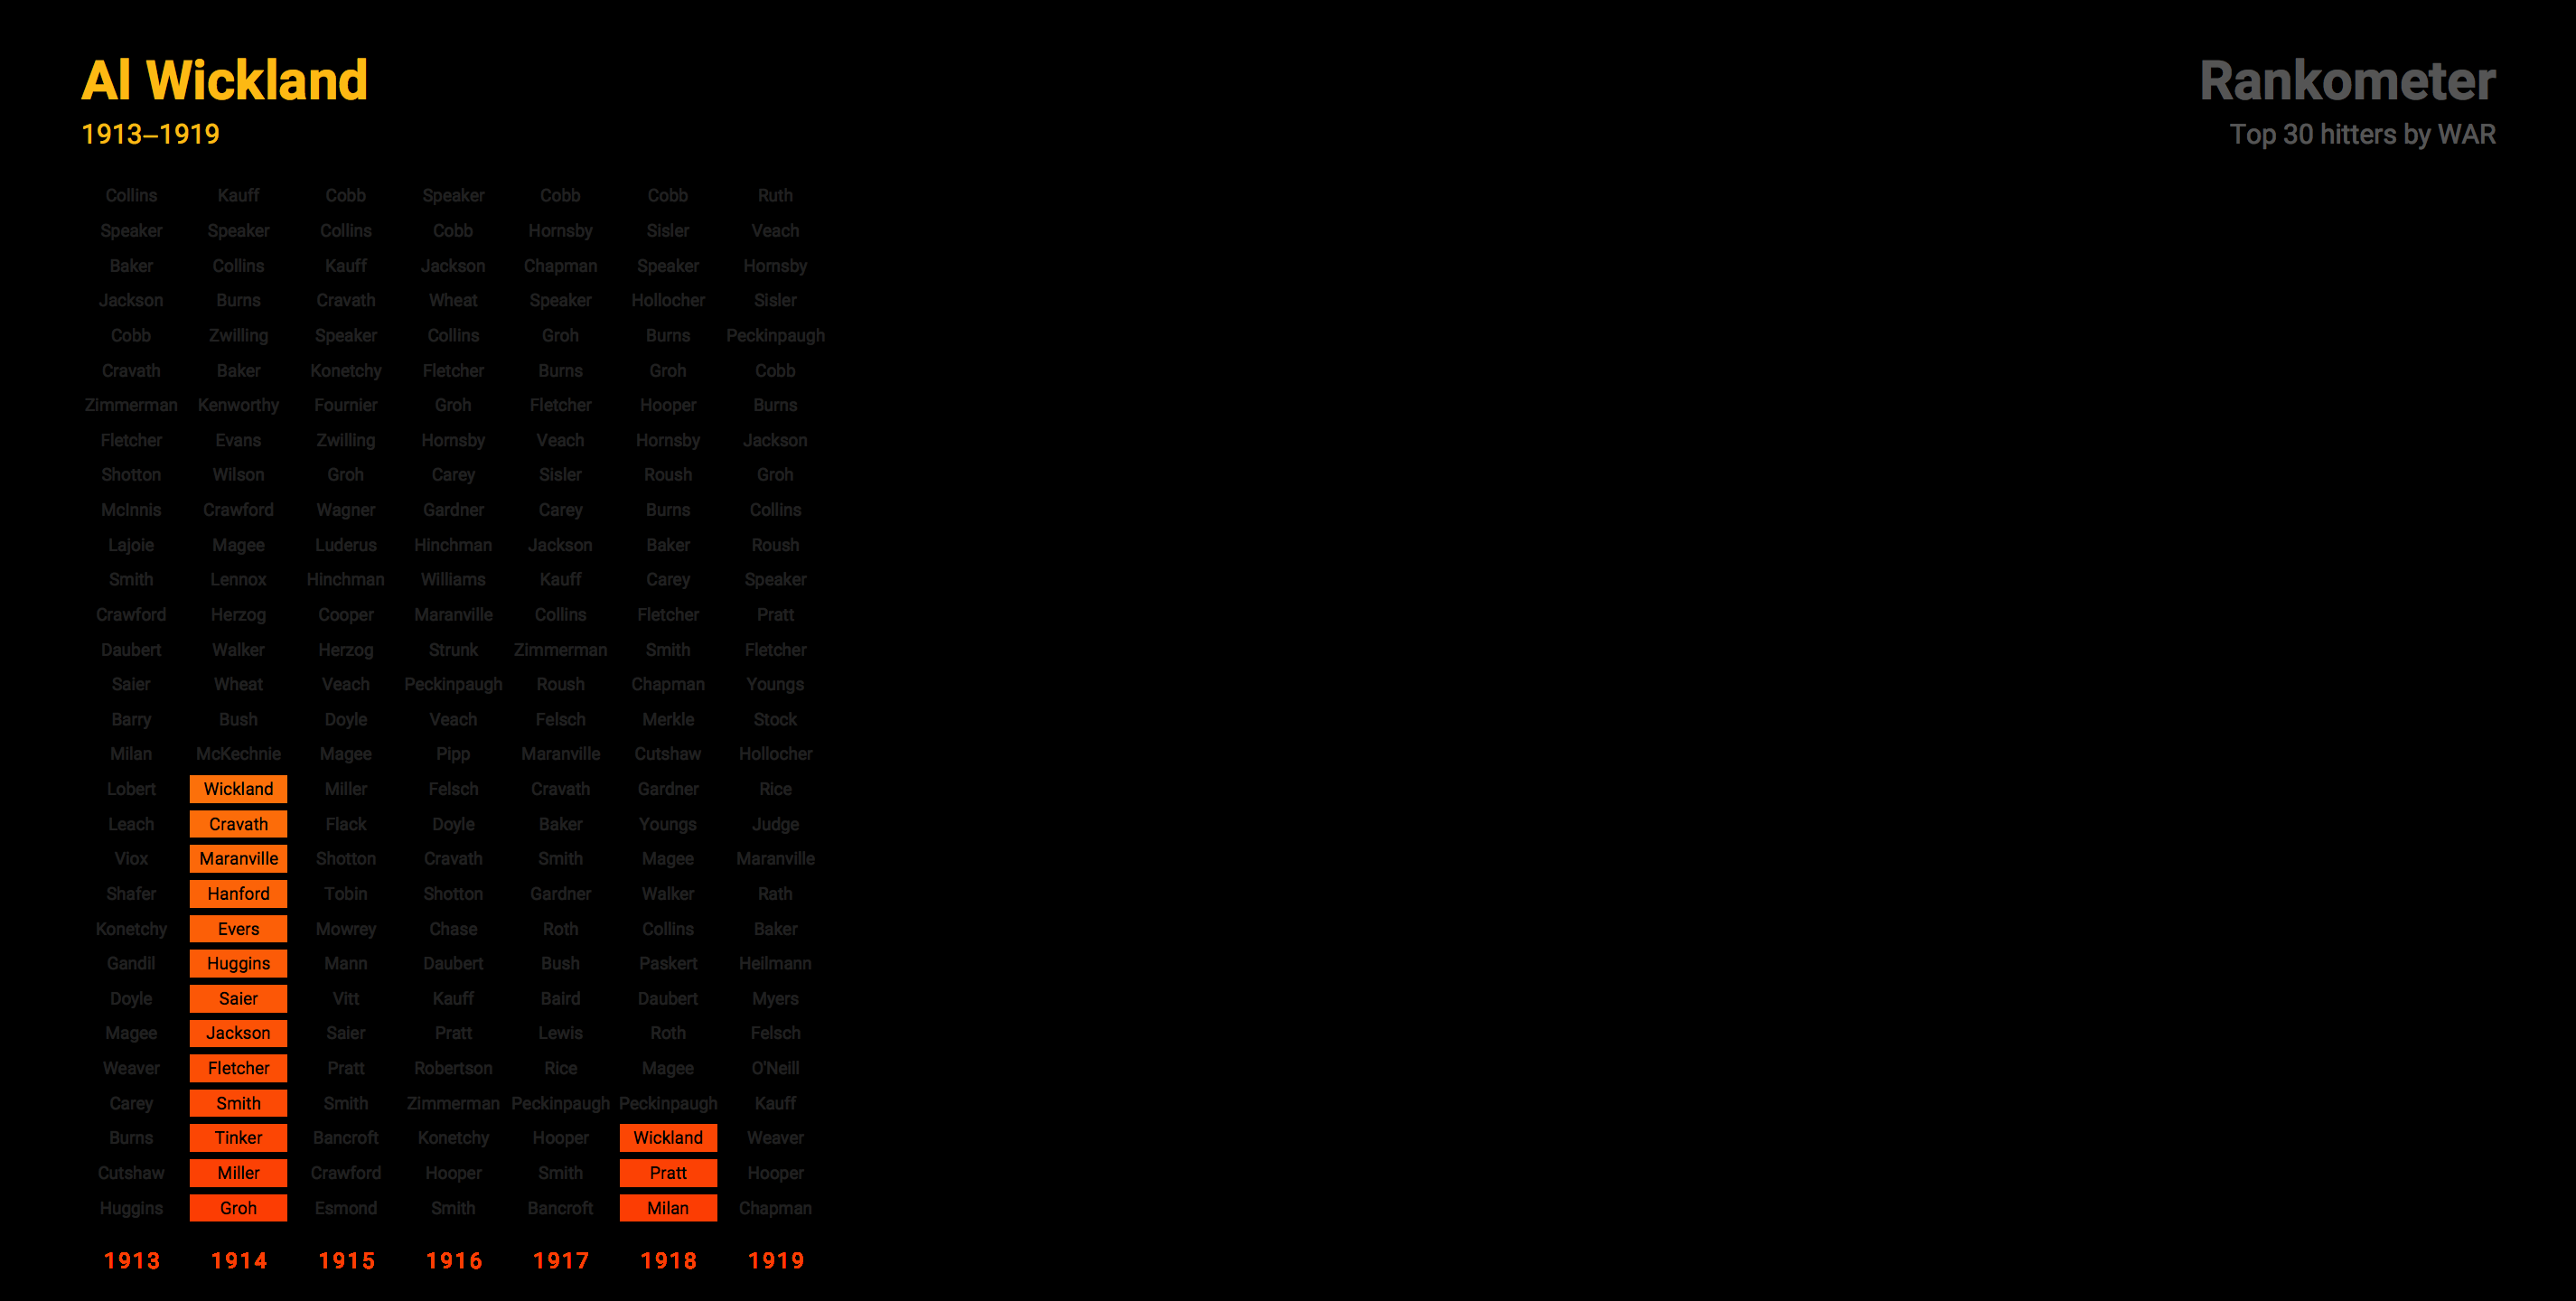 Al Wickland
1913–1919
Rankometer
Top 30 hitters by WAR
Collins Kauff Cobb Speaker Cobb Cobb Ruth
Speaker Speaker Collins Cobb Hornsby Sisler Veach
Baker Collins Kauff Jackson Chapman Speaker Hornsby
Jackson Burns Cravath Wheat Speaker Hollocher Sisler
Cobb Zwilling Speaker Collins Groh Burns Peckinpaugh
Cravath Baker Konetchy Fletcher Burns Groh Cobb
Zimmerman Kenworthy Fournier Groh Fletcher Hooper Burns
Fletcher Evans Zwilling Hornsby Veach Hornsby Jackson
Shotton Wilson Groh Carey Sisler Roush Groh
McInnis Crawford Wagner Gardner Carey Burns Collins
Lajoie Magee Luderus Hinchman Jackson Baker Roush
Smith Lennox Hinchman Williams Kauff Carey Speaker
Crawford Herzog Cooper Maranville Collins Fletcher Pratt
Daubert Walker Herzog Strunk Zimmerman Smith Fletcher
Saier Wheat Veach Peckinpaugh Roush Chapman Youngs
Barry Bush Doyle Veach Felsch Merkle Stock
Milan McKechnie Magee Pipp Maranville Cutshaw Hollocher
Lobert Wickland Miller Felsch Cravath Gardner Rice
Leach Cravath Flack Doyle Baker Youngs Judge
Viox Maranville Shotton Cravath Smith Magee Maranville
Shafer Hanford Tobin Shotton Gardner Walker Rath
Konetchy Evers Mowrey Chase Roth Collins Baker
Gandil Huggins Mann Daubert Bush Paskert Heilmann
Doyle Saier Vitt Kauff Baird Daubert Myers
Magee Jackson Saier Pratt Lewis Roth Felsch
Weaver Fletcher Pratt Robertson Rice Magee O'Neill
Carey Smith Smith Zimmerman Peckinpaugh Peckinpaugh Kauff
Burns Tinker Bancroft Konetchy Hooper Wickland Weaver
Cutshaw Miller Crawford Hooper Smith Pratt Hooper
Huggins Groh Esmond Smith Bancroft Milan Chapman
1913 1914 1915 1916 1917 1918 1919